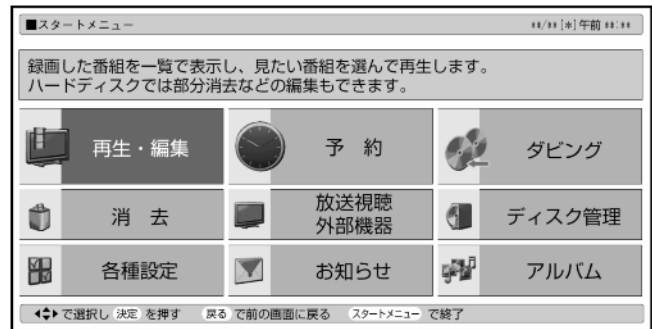 ■スタートメニュー **/**[*]午前 **:**
録画した番組を一覧で表示し、見たい番組を選んで再生します。
ハードディスクでは部分消去などの編集もできます。
再生・編集 予 約 ダビング
消 去 放送視聴 外部機器 ディスク管理
各種設定 お知らせ アルバム
で選択し 決定 を押す 戻る で前の画面に戻る スタートメニュー で終了